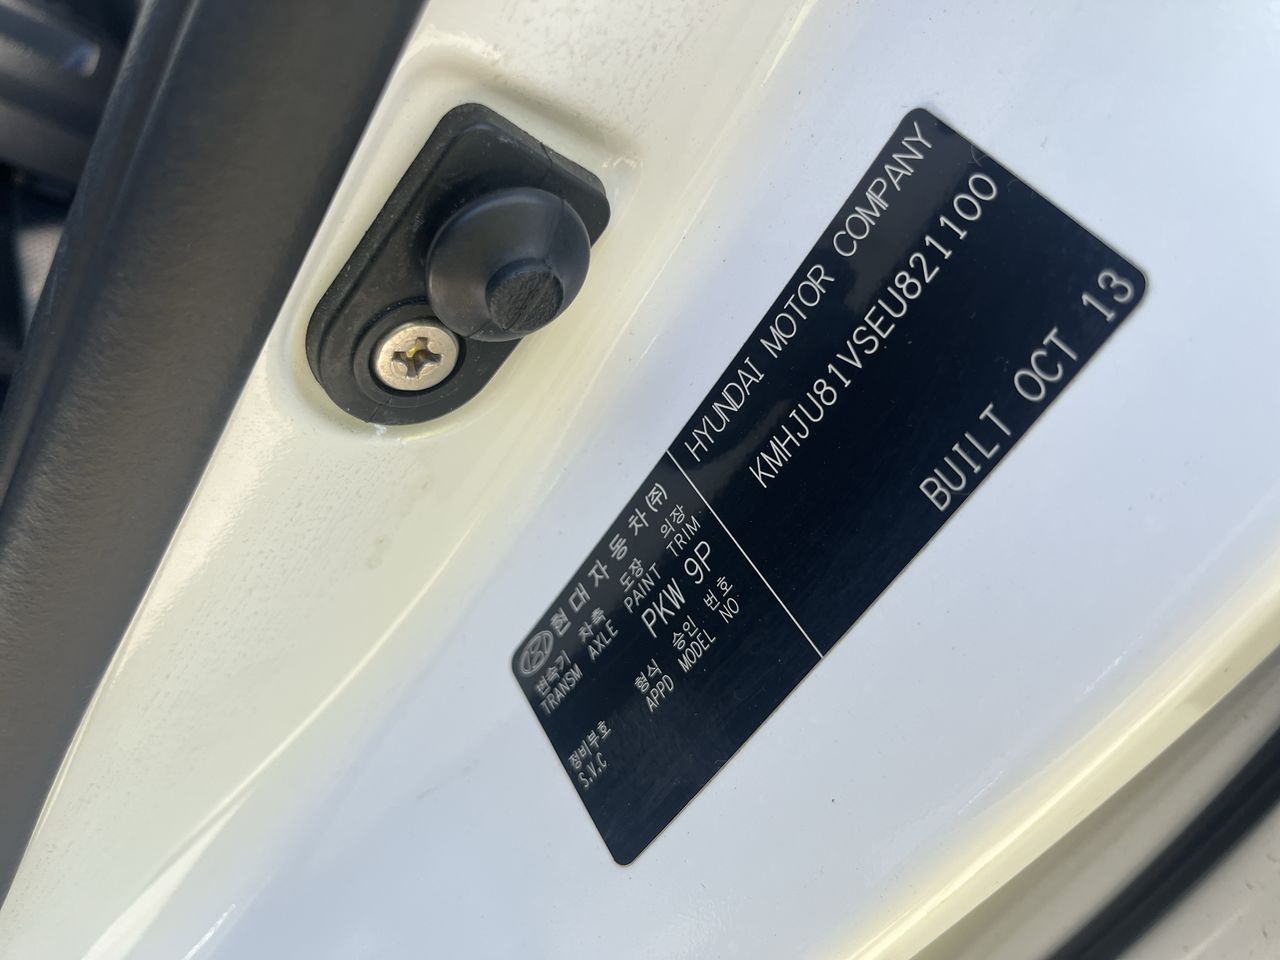 현대자동차(주)
변속기 차축 도장 의장
TRANSM AXLE PAINT TRIM
PKW 9P
형식 승인 번호
APPD MODEL NO
정비부호
S.V.C
HYUNDAI MOTOR COMPANY
KMHJU81VSEU821100
BUILT OCT 13